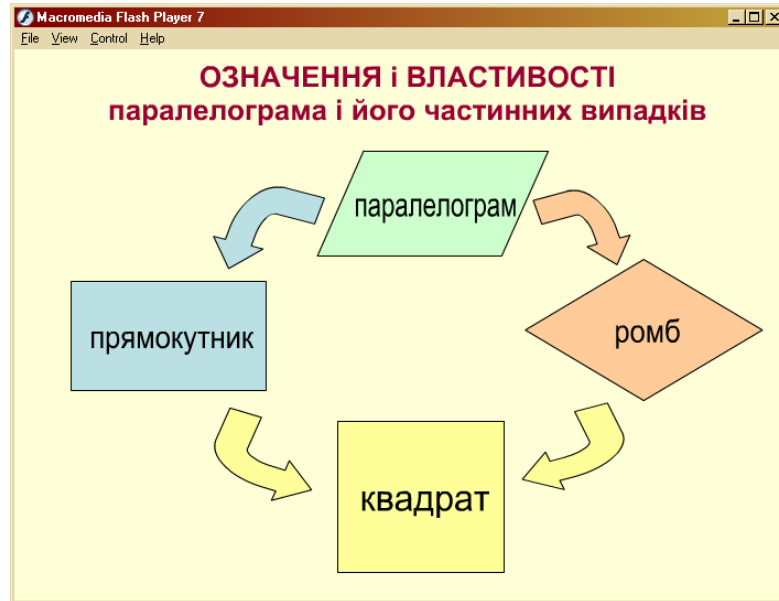 Macromedia Flash Player 7
File View Control Help
ОЗНАЧЕННЯ і ВЛАСТИВОСТІ
паралелограма і його частинних випадків
паралелограм
прямокутник
ромб
квадрат